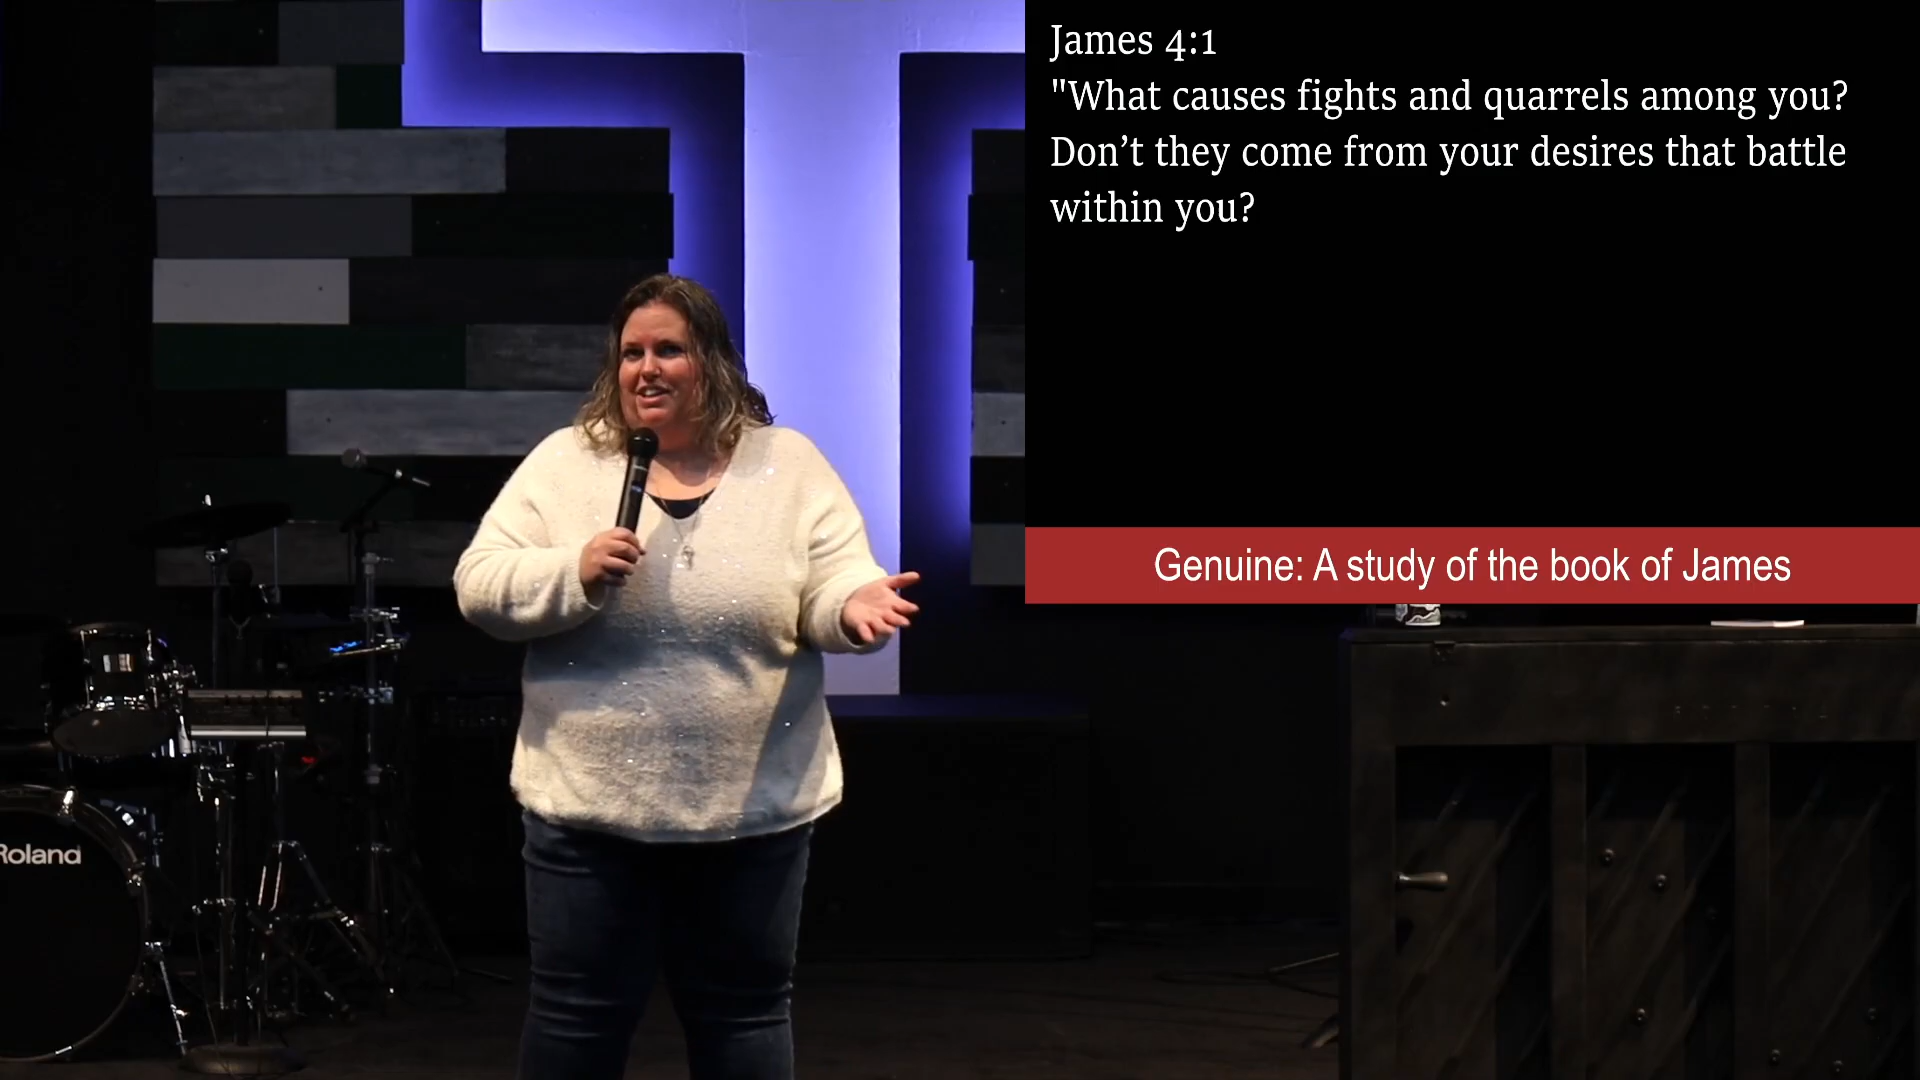 James 4:1
"What causes fights and quarrels among you?
Don’t they come from your desires that battle
within you?
Genuine: A study of the book of James
Roland